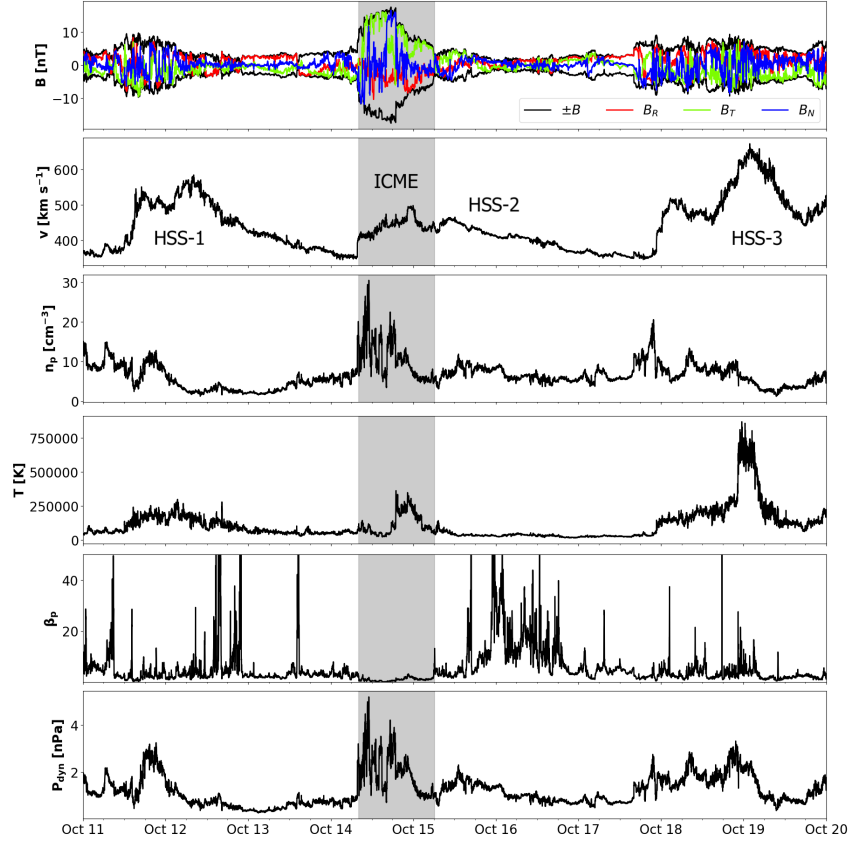 10
0
−10
B [nT]
±B B_R B_T B_N
600
500
400
v [km s⁻¹]
HSS-1
ICME
HSS-2
HSS-3
30
20
10
0
n_p [cm⁻³]
750000
500000
250000
0
T [K]
40
20
β_p
4
2
P_dyn [nPa]
Oct 11 Oct 12 Oct 13 Oct 14 Oct 15 Oct 16 Oct 17 Oct 18 Oct 19 Oct 20